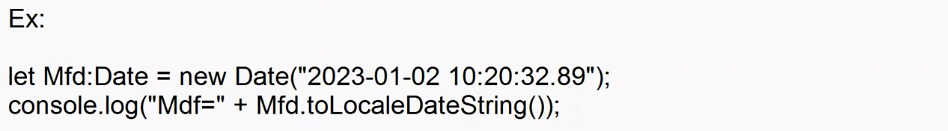 Ex:
let Mfd:Date = new Date("2023-01-02 10:20:32.89");
console.log("Mdf=" + Mfd.toLocaleDateString());